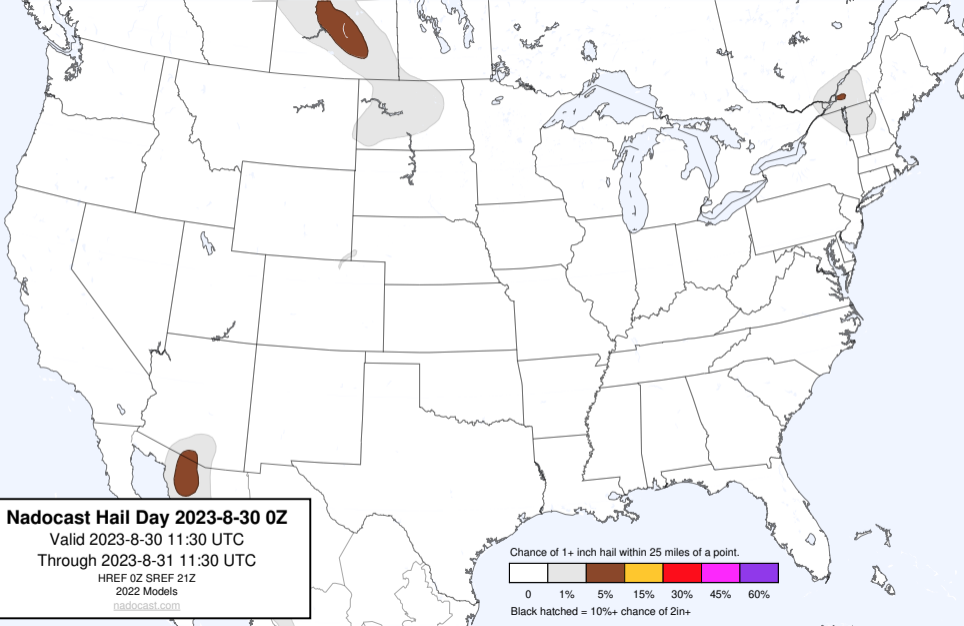 Nadocast Hail Day 2023-8-30 0Z
Valid 2023-8-30 11:30 UTC
Through 2023-8-31 11:30 UTC
HREF 0Z SREF 21Z
2022 Models
nadocast.com
Chance of 1+ inch hail within 25 miles of a point.
0 1% 5% 15% 30% 45% 60%
Black hatched = 10%+ chance of 2in+